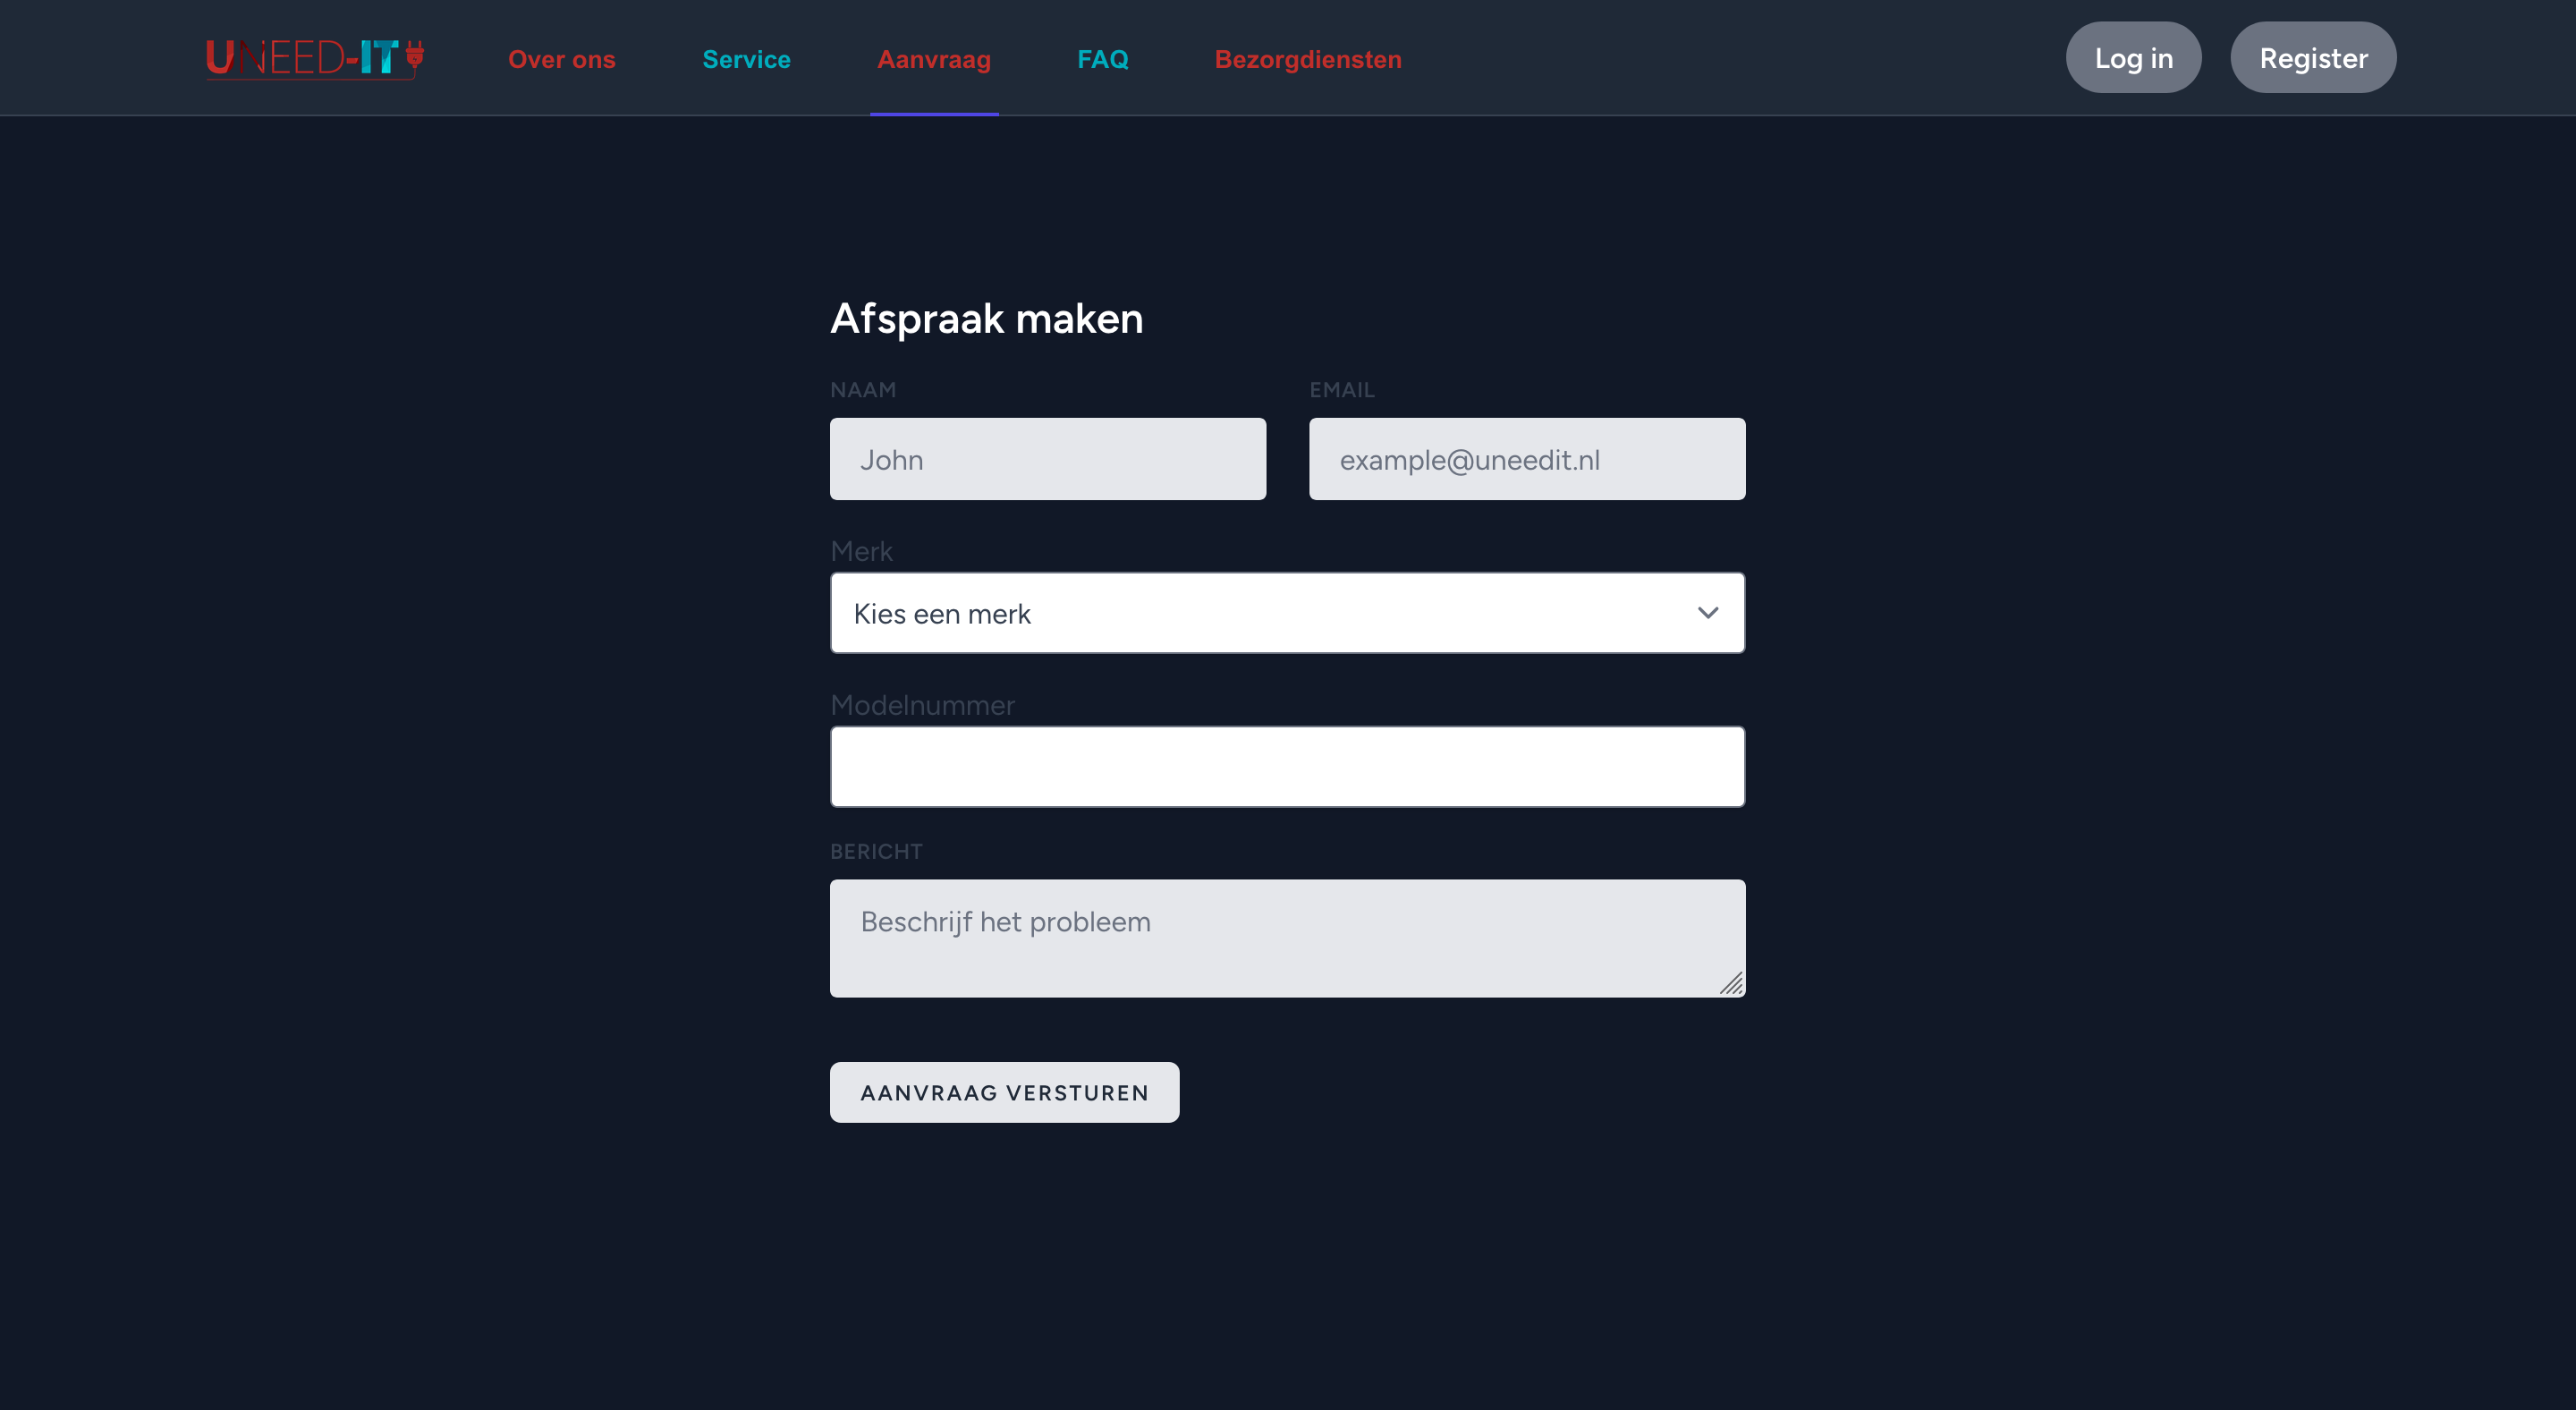 UNEED-IT Over ons Service Aanvraag FAQ Bezorgdiensten Log in Register
Afspraak maken
NAAM EMAIL
John example@uneedit.nl
Merk
Kies een merk
Modelnummer
BERICHT
Beschrijf het probleem
AANVRAAG VERSTUREN